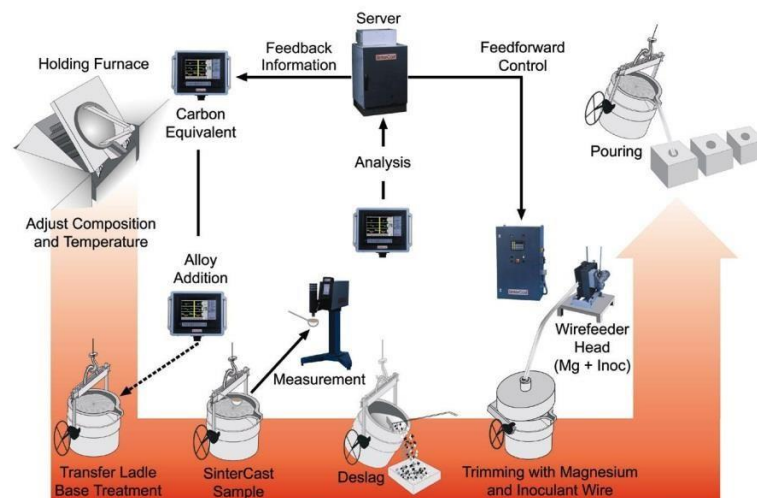 Server
Holding Furnace
Feedback
Information
Feedforward
Control
Carbon
Equivalent
Pouring
Analysis
Adjust Composition
and Temperature
Alloy
Addition
Wirefeeder
Head
(Mg + Inoc)
Measurement
Transfer Ladle
Base Treatment
SinterCast
Sample
Deslag
Trimming with Magnesium
and Inoculant Wire